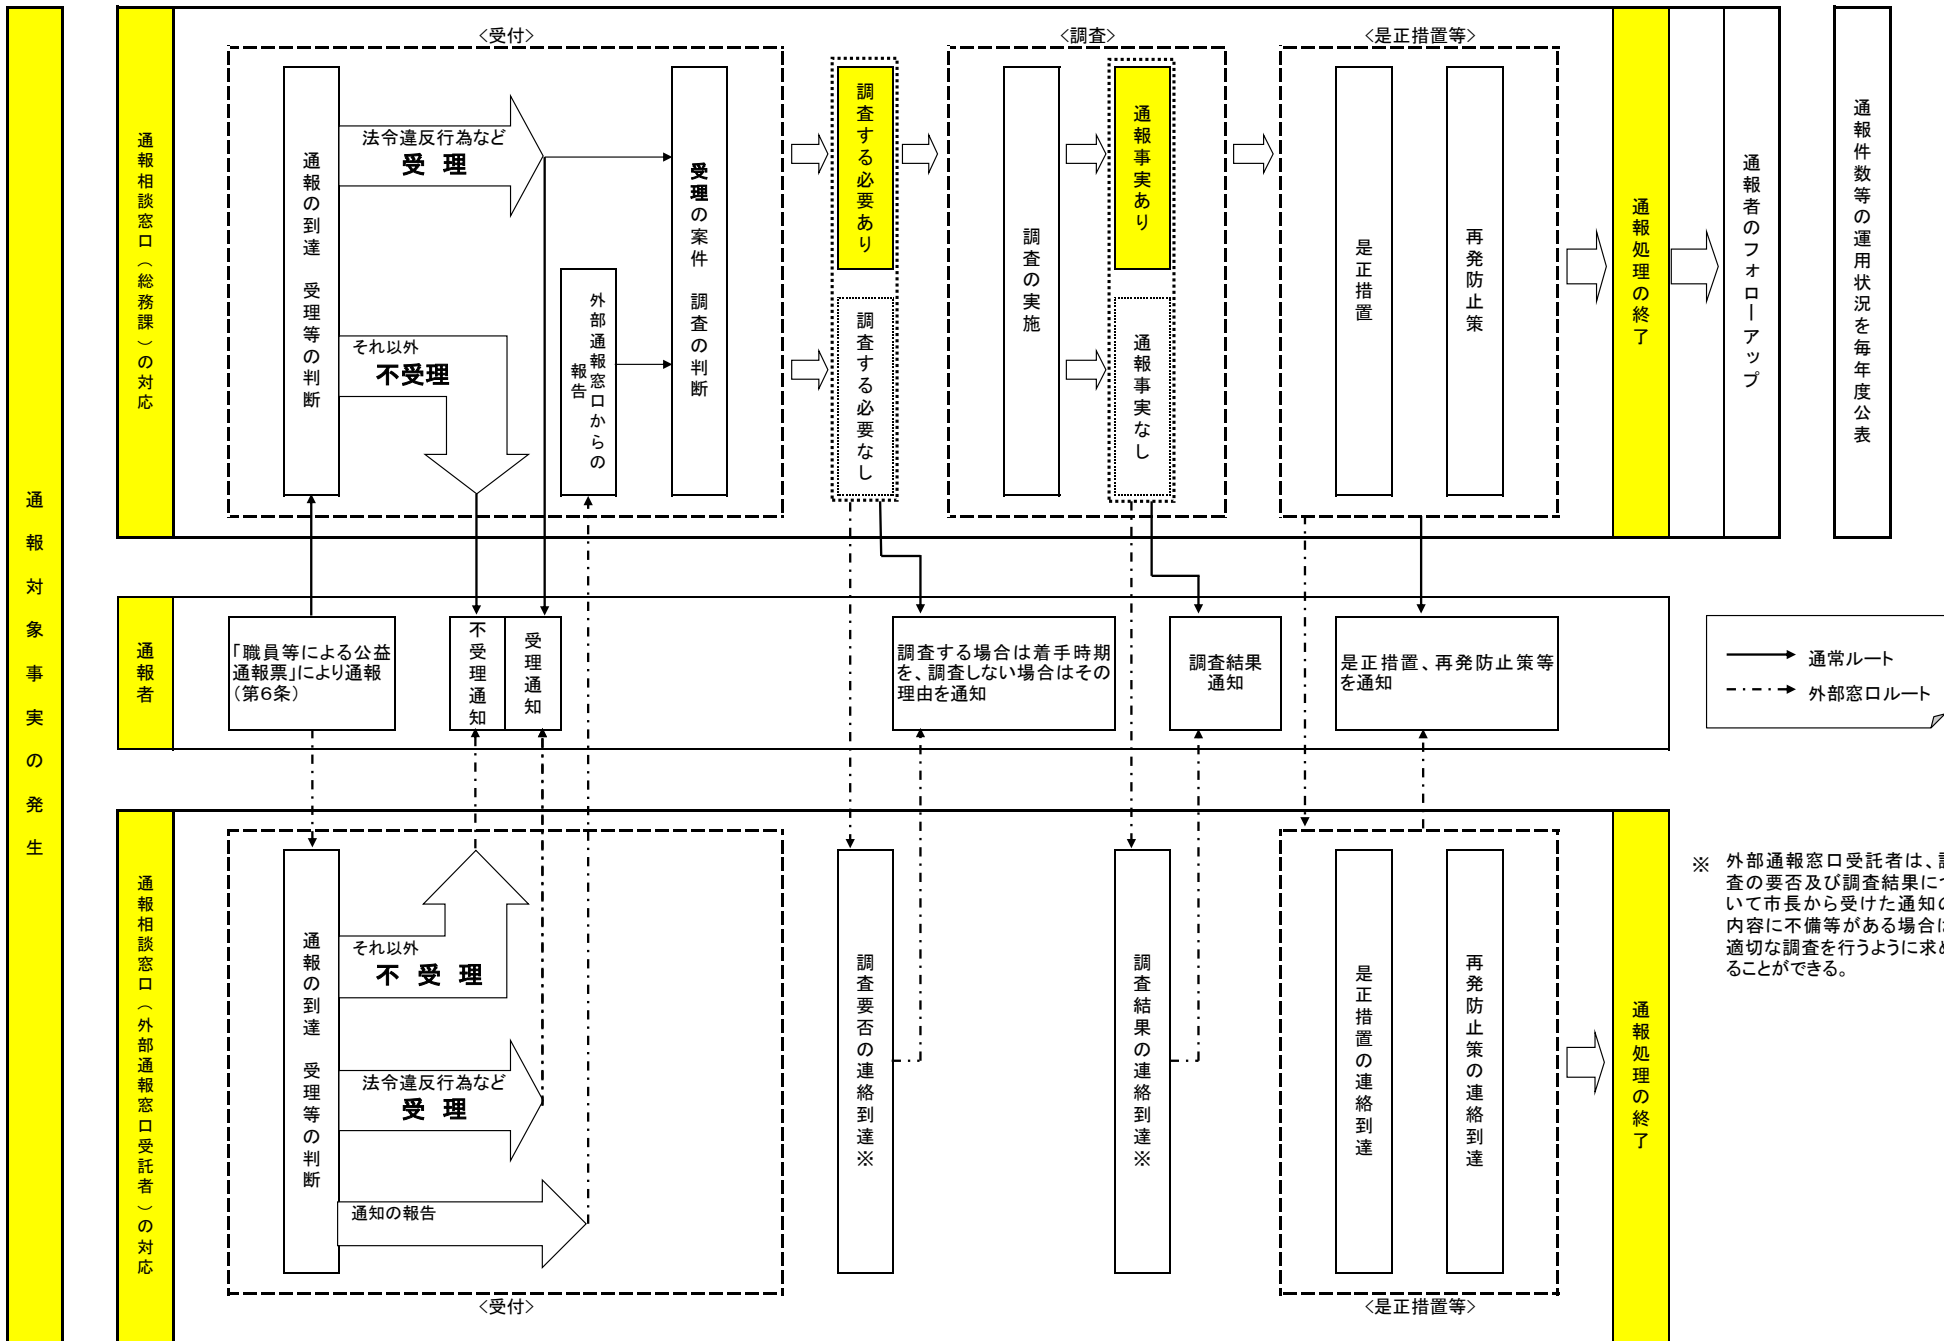 通報対象事実の発生
通報相談窓口（総務課）の対応
〈受付〉
通報の到達　受理等の判断
法令違反行為など
受　理
それ以外
不受理
外部通報窓口からの
報告
受理の案件　調査の判断
調査する必要あり
調査する必要なし
〈調査〉
調査の実施
通報事実あり
通報事実なし
〈是正措置等〉
是正措置
再発防止策
通報処理の終了
通報者のフォローアップ
通報件数等の運用状況を毎年度公表
通報者
「職員等による公益
通報票」により通報
（第６条）
不受理通知
受理通知
調査する場合は着手時期
を、調査しない場合はその
理由を通知
調査結果
通知
是正措置、再発防止策等
を通知
通常ルート
外部窓口ルート
通報相談窓口（外部通報窓口受託者）の対応
通報の到達　受理等の判断
それ以外
不　受　理
法令違反行為など
受　理
通知の報告
〈受付〉
調査要否の連絡到達※
調査結果の連絡到達※
是正措置の連絡到達
再発防止策の連絡到達
〈是正措置等〉
通報処理の終了
※　外部通報窓口受託者は、
査の要否及び調査結果に
いて市長から受けた通知
内容に不備等がある場合
適切な調査を行うように求
ることができる。